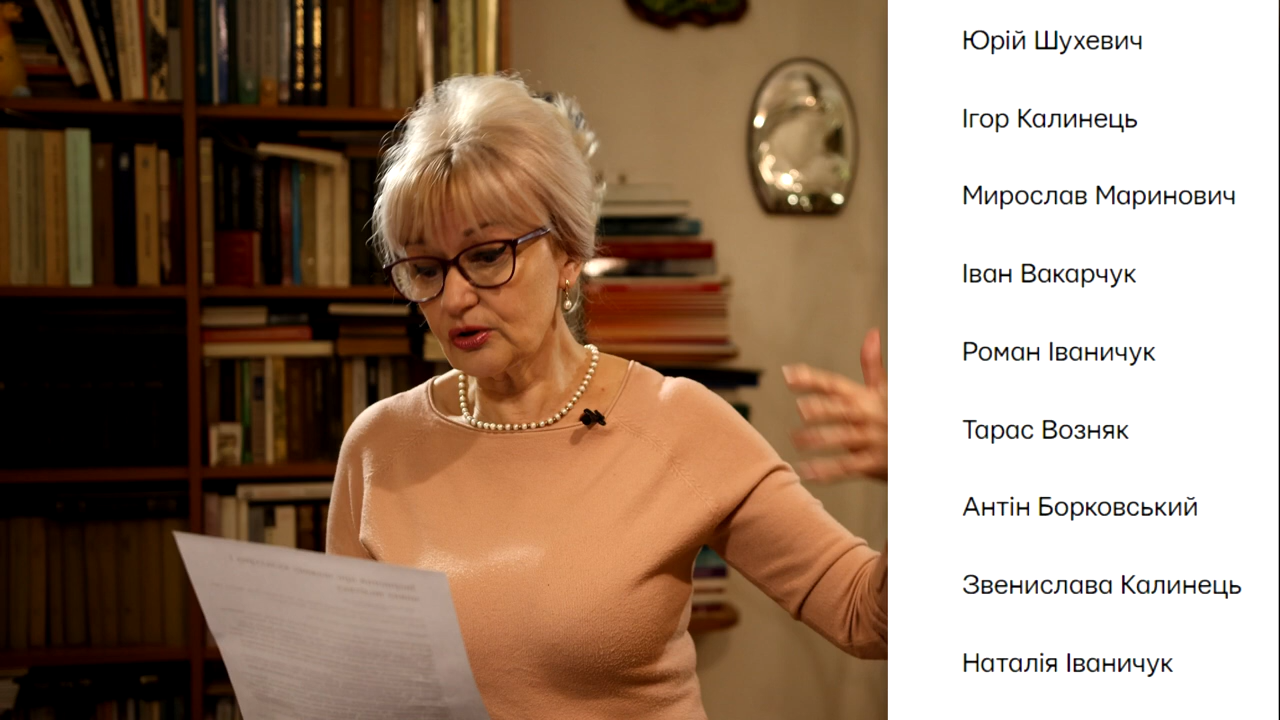 Юрій Шухевич
Ігор Калинець
Мирослав Маринович
Іван Вакарчук
Роман Іваничук
Тарас Возняк
Антін Борковський
Звенислава Калинець
Наталія Іваничук